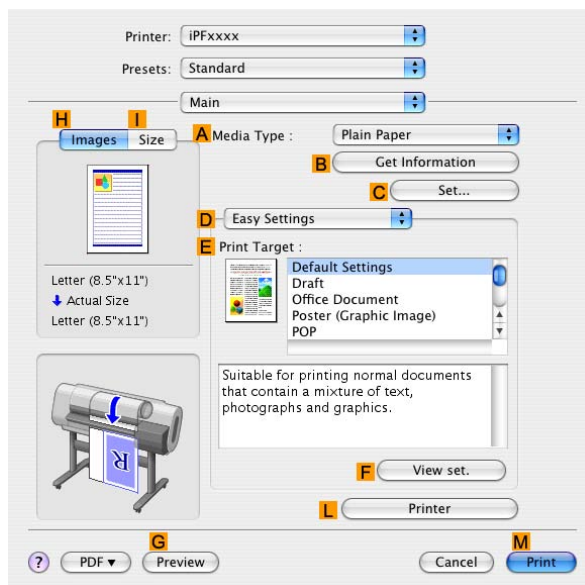 Printer: iPFxxxx
Presets: Standard
Main
H I
Images Size
A Media Type : Plain Paper
B Get Information
C Set...
D Easy Settings
E Print Target :
Default Settings
Draft
Office Document
Poster (Graphic Image)
POP
Letter (8.5"x11")
Actual Size
Letter (8.5"x11")
Suitable for printing normal documents
that contain a mixture of text,
photographs and graphics.
R
F View set.
L Printer
G M
? PDF Preview Cancel Print